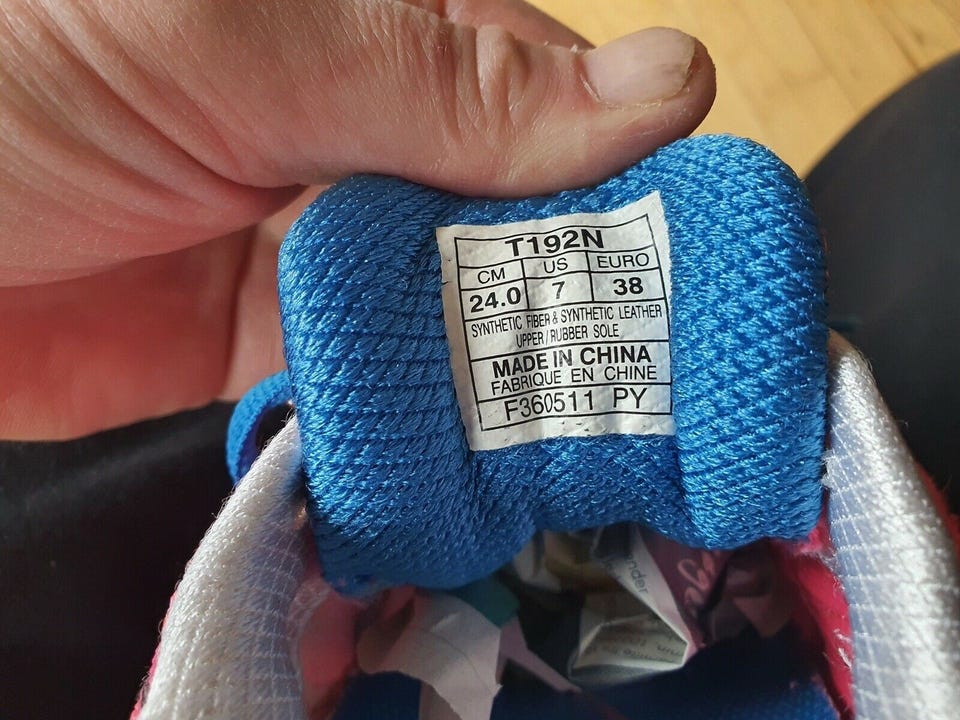 T192N
CM US EURO
24.0 7 38
SYNTHETIC FIBER & SYNTHETIC LEATHER
UPPER/RUBBER SOLE
MADE IN CHINA
FABRIQUE EN CHINE
F360511 PY